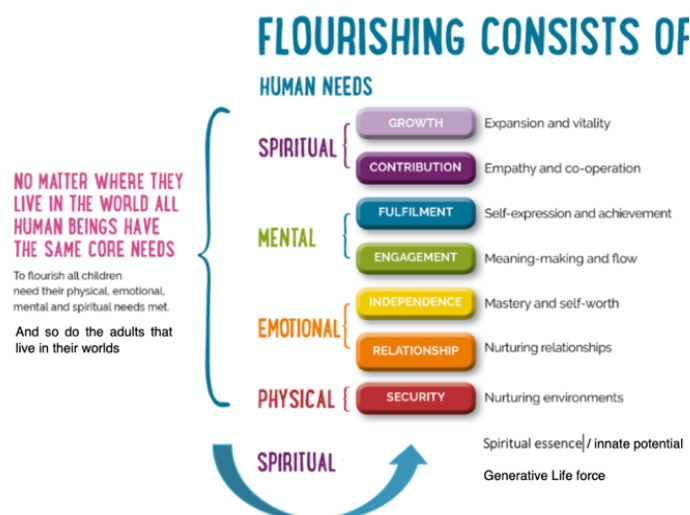 FLOURISHING CONSISTS OF
HUMAN NEEDS
NO MATTER WHERE THEY
LIVE IN THE WORLD ALL
HUMAN BEINGS HAVE
THE SAME CORE NEEDS
To flourish all children
need their physical, emotional,
mental and spiritual needs met.
And so do the adults that
live in their worlds
SPIRITUAL
GROWTH Expansion and vitality
CONTRIBUTION Empathy and co-operation
MENTAL
FULFILMENT Self-expression and achievement
ENGAGEMENT Meaning-making and flow
EMOTIONAL
INDEPENDENCE Mastery and self-worth
RELATIONSHIP Nurturing relationships
PHYSICAL
SECURITY Nurturing environments
SPIRITUAL
Spiritual essence / innate potential
Generative Life force